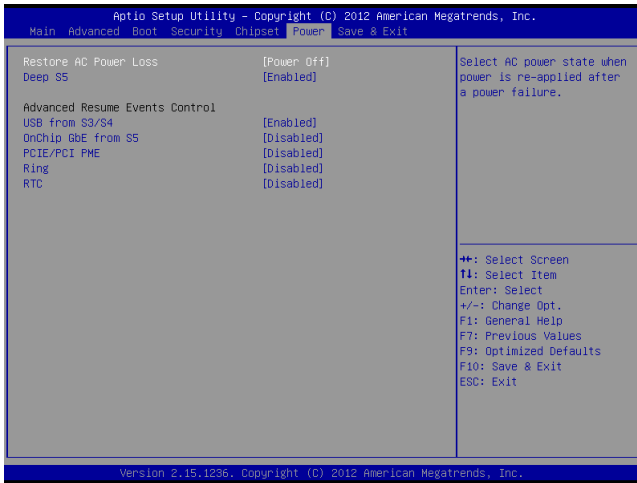 Aptio Setup Utility – Copyright (C) 2012 American Megatrends, Inc.
Main Advanced Boot Security Chipset Power Save & Exit
Restore AC Power Loss [Power Off]
Deep S5 [Enabled]
Advanced Resume Events Control
USB from S3/S4 [Enabled]
OnChip GbE from S5 [Disabled]
PCIE/PCI PME [Disabled]
Ring [Disabled]
RTC [Disabled]
Select AC power state when
power is re-applied after
a power failure.
→←: Select Screen
↑↓: Select Item
Enter: Select
+/-: Change Opt.
F1: General Help
F7: Previous Values
F9: Optimized Defaults
F10: Save & Exit
ESC: Exit
Version 2.15.1236. Copyright (C) 2012 American Megatrends, Inc.